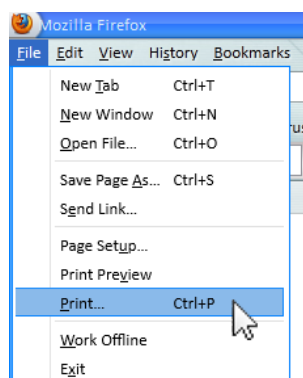 Mozilla Firefox
File Edit View History Bookmarks
New Tab Ctrl+T
New Window Ctrl+N
Open File... Ctrl+O
Save Page As... Ctrl+S
Send Link...
Page Setup...
Print Preview
Print... Ctrl+P
Work Offline
Exit